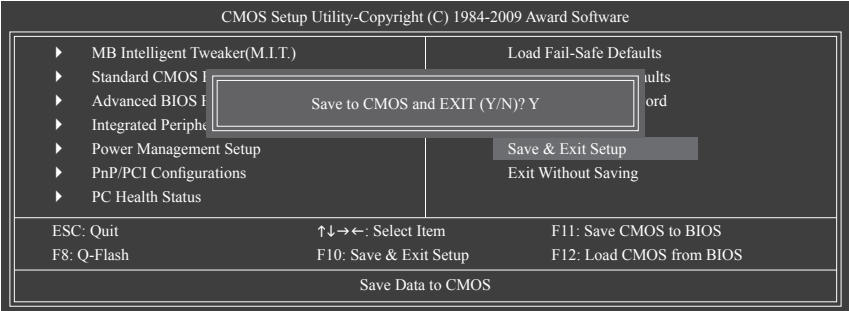 CMOS Setup Utility-Copyright (C) 1984-2009 Award Software
MB Intelligent Tweaker(M.I.T.)
Standard CMOS
Advanced BIOS
Integrated
Power Management Setup
PnP/PCI Configurations
PC Health Status
Load Fail-Safe Defaults
Save & Exit Setup
Exit Without Saving
Save to CMOS and EXIT (Y/N)? Y
ESC: Quit ↑↓→←: Select Item F11: Save CMOS to BIOS
F8: Q-Flash F10: Save & Exit Setup F12: Load CMOS from BIOS
Save Data to CMOS